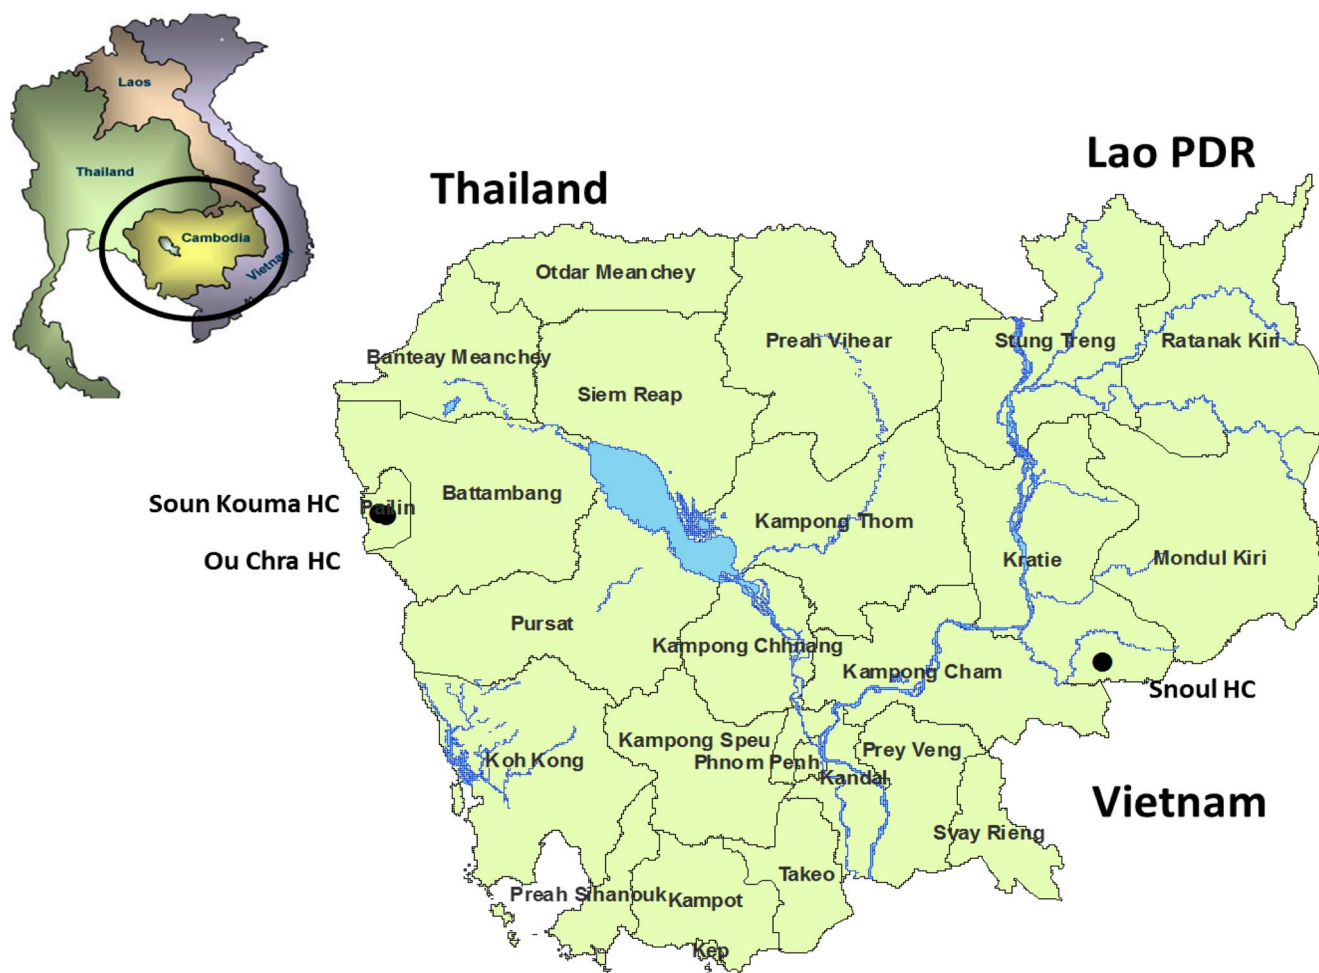 Laos
Thailand
Cambodia
Vietnam
Lao PDR
Thailand
Otdar Meanchey
Preah Vihear
Stung Treng
Ratanak Kiri
Banteay Meanchey
Siem Reap
Soun Kouma HC
Pailin
Battambang
Kampong Thom
Ou Chra HC
Kratie
Mondul Kiri
Pursat
Kampong Chhnang
Kampong Cham
Snoul HC
Kampong Speu
Prey Veng
Koh Kong
Phnom Penh
Kandal
Vietnam
Svay Rieng
Takeo
Preah Sihanouk
Kampot
Kep